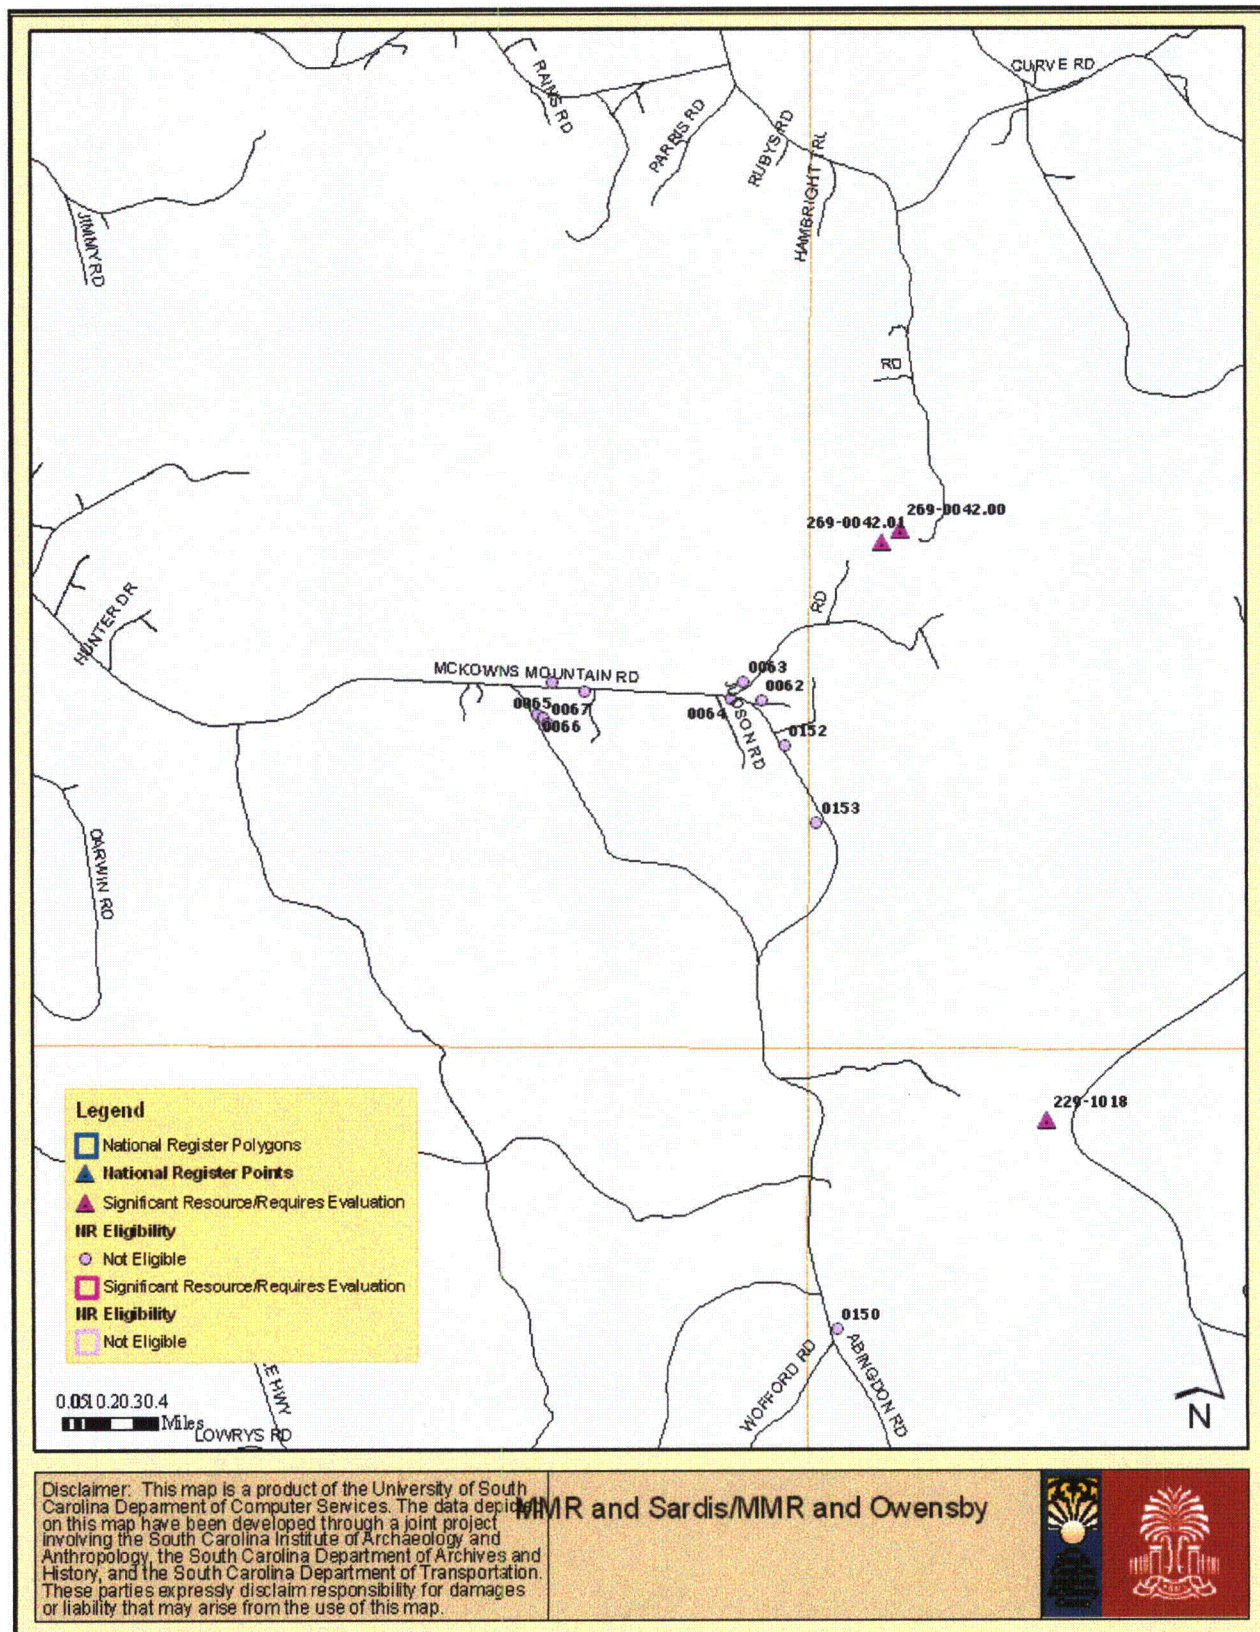 CURVE RD
RAINS RD
PARRIS RD
RUBYS RD
HAMBRIGHT TRL
JIMMY RD
RD
269-0042.00
269-0042.01
HUNTER DR
RD
MCKOWNS MOUNTAIN RD
0063
0062
0065
0067
0064
0066
0152
0153
DARWIN RD
229-1018
Legend
National Register Polygons
National Register Points
Significant Resource/Requires Evaluation
NR Eligibility
Not Eligible
Significant Resource/Requires Evaluation
NR Eligibility
Not Eligible
0150
WOFFORD RD
ABINGDON RD
E HWY
Miles
LOWRYS RD
N
Disclaimer: This map is a product of the University of South
Carolina Deparment of Computer Services. The data depicted
on this map have been developed through a joint project
involving the South Carolina Institute of Archaeology and
Anthropology, the South Carolina Department of Archives and
History, and the South Carolina Department of Transportation.
These parties expressly disclaim responsibility for damages
or liability that may arise from the use of this map.
MMR and Sardis/MMR and Owensby